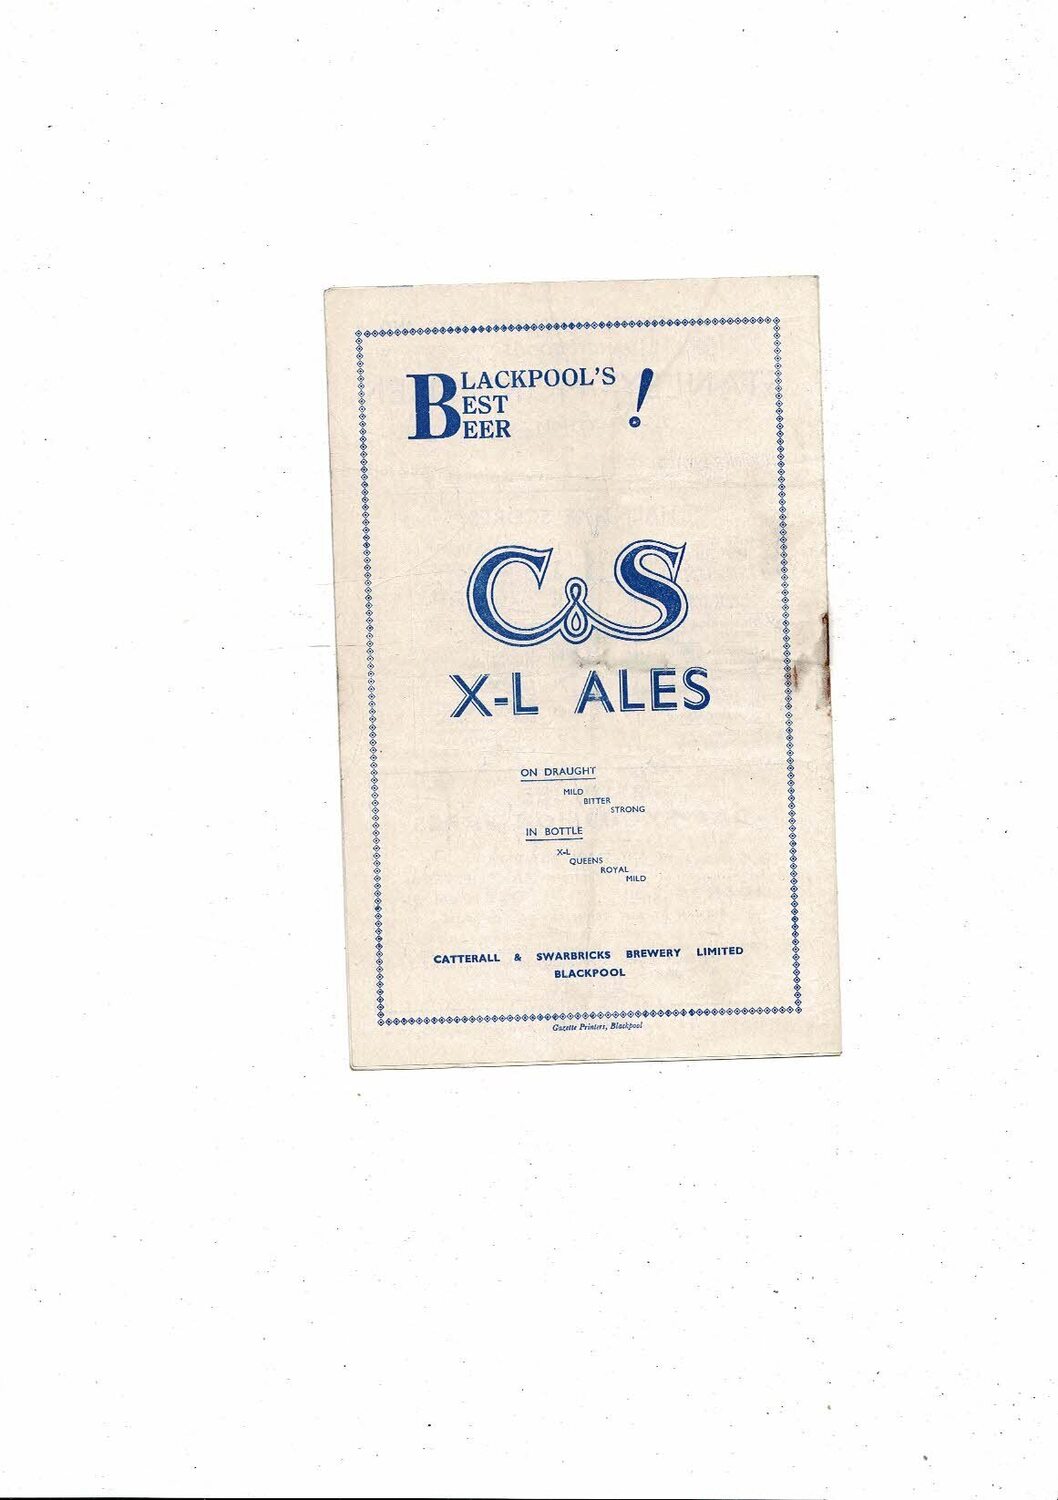 BLACKPOOL'S
BEST
BEER !
C&S
X-L ALES
ON DRAUGHT
MILD
BITTER
STRONG
IN BOTTLE
X-L
QUEENS
ROYAL
MILD
CATTERALL & SWARBRICKS BREWERY LIMITED
BLACKPOOL
Gazette Printers, Blackpool